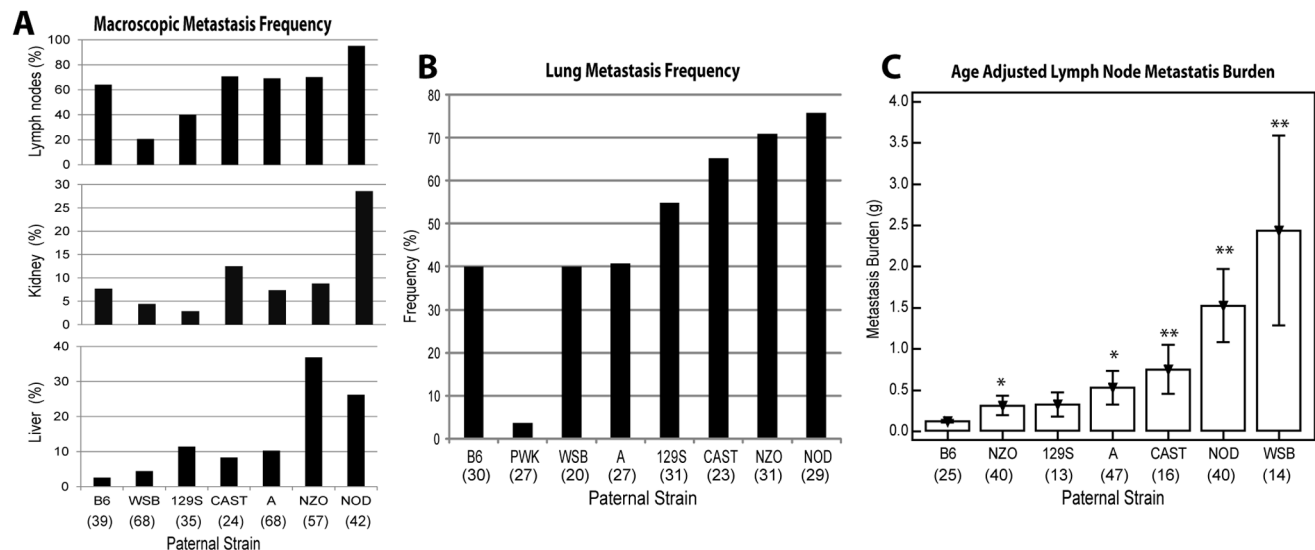 A
Macroscopic Metastasis Frequency
Lymph nodes (%)
100
80
60
40
20
0
Kidney (%)
30
25
20
15
10
5
0
Liver (%)
40
30
20
10
0
B6 WSB 129S CAST A NZO NOD
(39) (68) (35) (24) (68) (57) (42)
Paternal Strain
B
Lung Metastasis Frequency
Frequency (%)
80
70
60
50
40
30
20
10
0
B6 PWK WSB A 129S CAST NZO NOD
(30) (27) (20) (27) (31) (23) (31) (29)
Paternal Strain
C
Age Adjusted Lymph Node Metastatis Burden
Metastasis Burden (g)
4.0
3.5
3.0
2.5
2.0
1.5
1.0
0.5
0.0
* * ** ** **
B6 NZO 129S A CAST NOD WSB
(25) (40) (13) (47) (16) (40) (14)
Paternal Strain